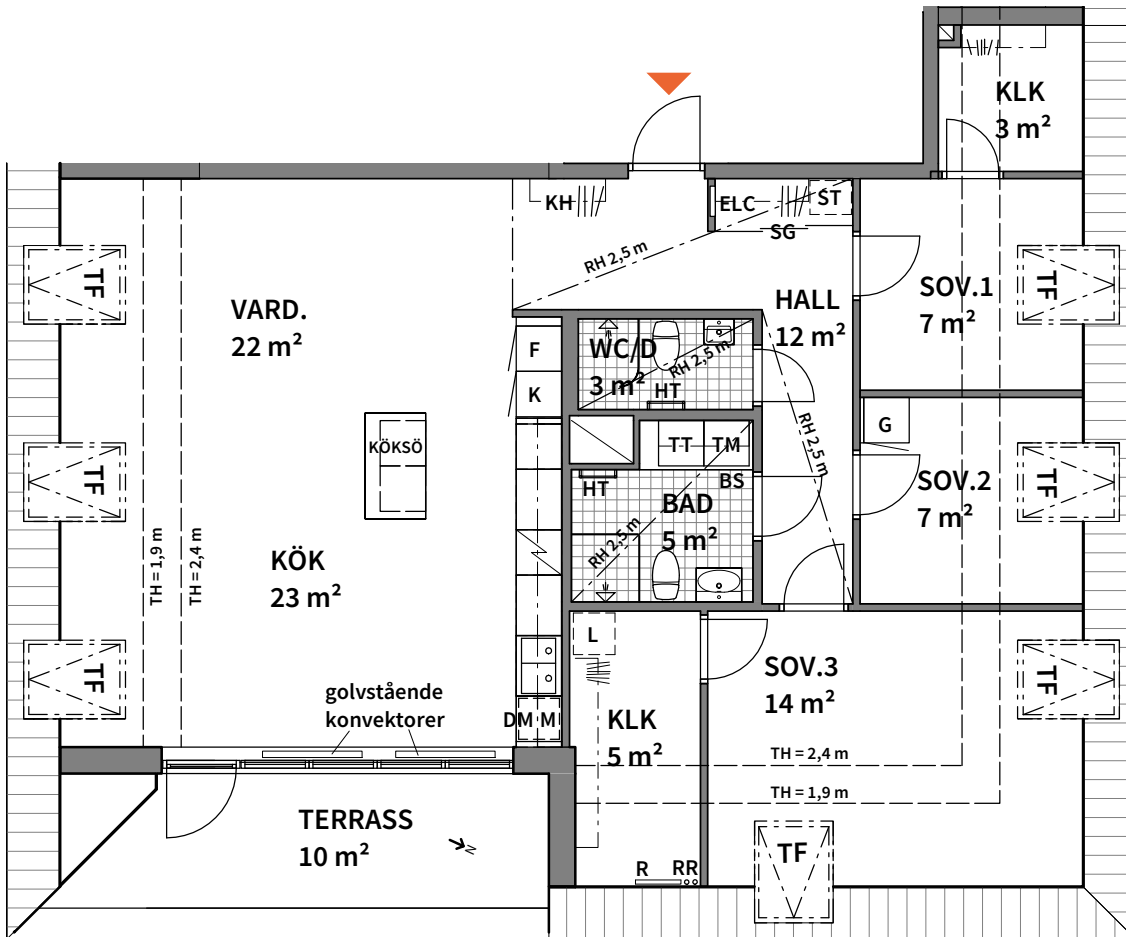 KLK
3 m²
KH
ELC
ST
SG
RH 2,5 m
TF
TF
VARD.
22 m²
HALL
12 m²
SOV.1
7 m²
F
WC/D
3 m²
RH 2,5 m
HT
K
KÖKSÖ
G
TT
TM
RH 2,5 m
TF
HT
BS
BAD
5 m²
RH 2,5 m
SOV.2
7 m²
TF
TH = 1,9 m
TH = 2,4 m
KÖK
23 m²
L
TF
golvstående
konvektorer
DM
M
KLK
5 m²
SOV.3
14 m²
TF
TH = 2,4 m
TH = 1,9 m
TERRASS
10 m²
N
R
RR
TF